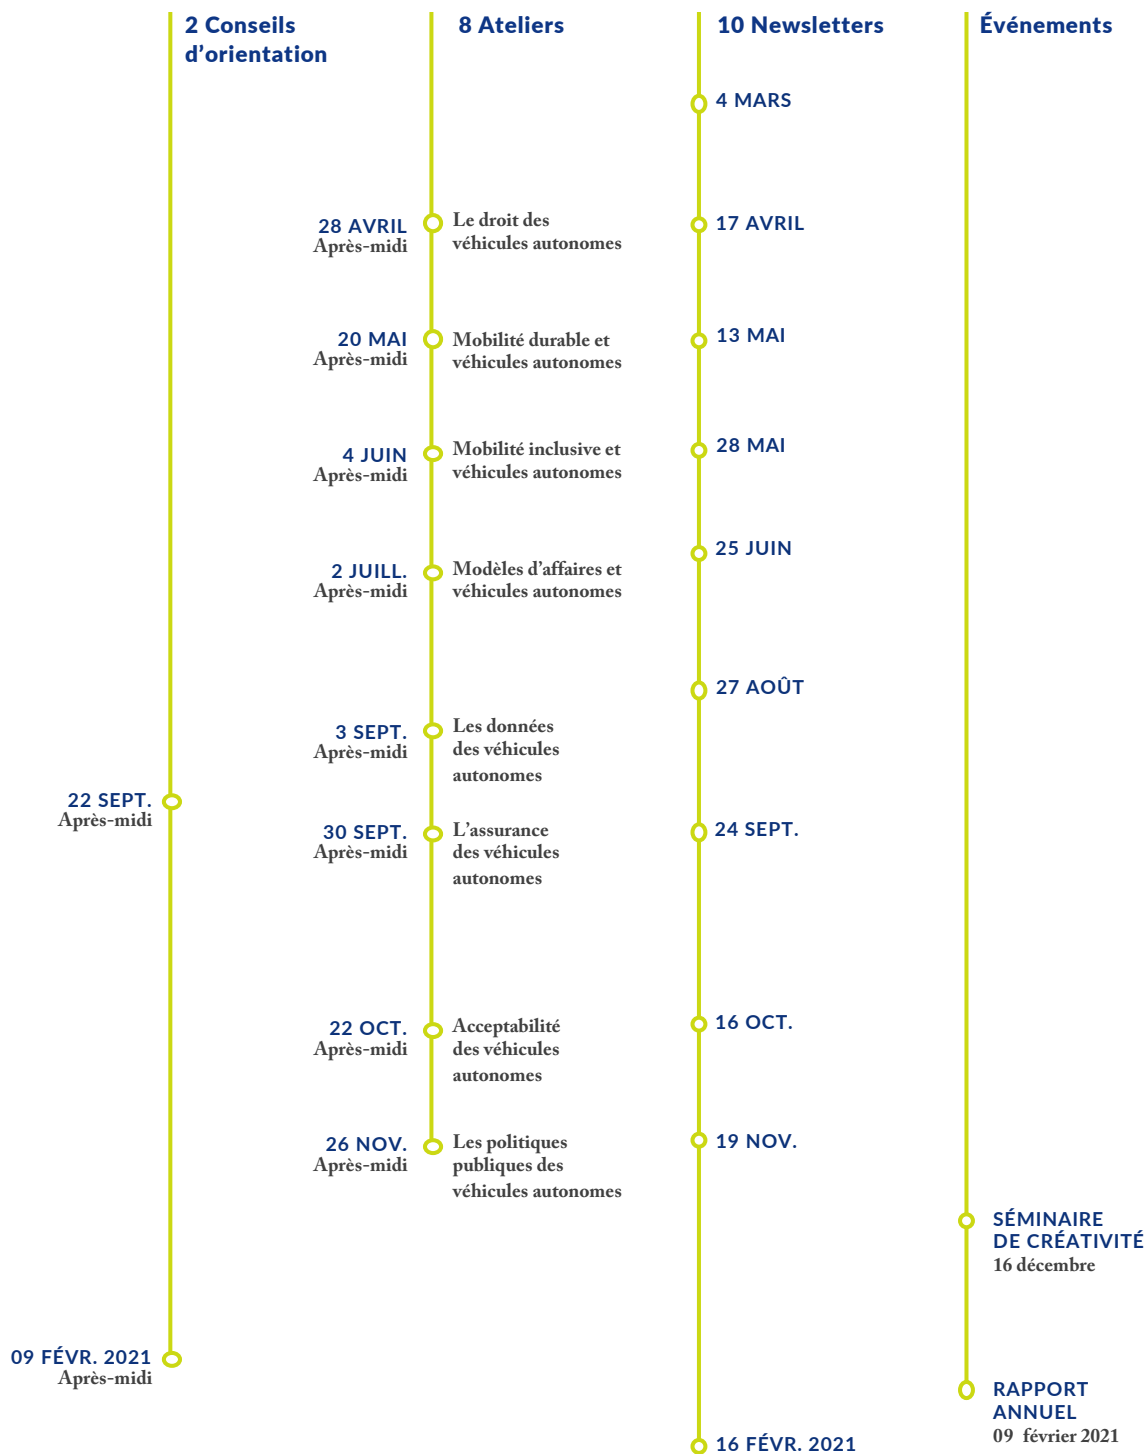 2 Conseils
d'orientation
22 SEPT.
Après-midi
09 FÉVR. 2021
Après-midi
8 Ateliers
28 AVRIL
Après-midi
Le droit des
véhicules autonomes
20 MAI
Après-midi
Mobilité durable et
véhicules autonomes
4 JUIN
Après-midi
Mobilité inclusive et
véhicules autonomes
2 JUILL.
Après-midi
Modèles d'affaires et
véhicules autonomes
3 SEPT.
Après-midi
Les données
des véhicules
autonomes
30 SEPT.
Après-midi
L'assurance
des véhicules
autonomes
22 OCT.
Après-midi
Acceptabilité
des véhicules
autonomes
26 NOV.
Après-midi
Les politiques
publiques des
véhicules autonomes
10 Newsletters
4 MARS
17 AVRIL
13 MAI
28 MAI
25 JUIN
27 AOÛT
24 SEPT.
16 OCT.
19 NOV.
16 FÉVR. 2021
Événements
SÉMINAIRE
DE CRÉATIVITÉ
16 décembre
RAPPORT
ANNUEL
09 février 2021